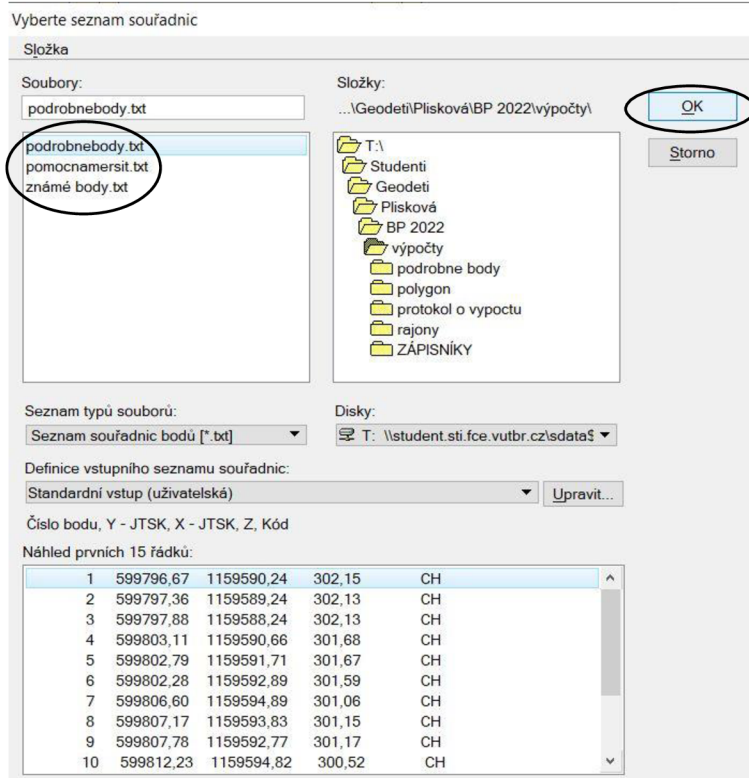 Vyberte seznam souřadnic
Složka
Soubory:
podrobnebody.txt
podrobnebody.txt
pomocnamersit.txt
známé body.txt
Složky:
...\Geodeti\Plisková\BP 2022\výpočty\
T:\
Studenti
Geodeti
Plisková
BP 2022
výpočty
podrobne body
polygon
protokol o vypoctu
rajony
ZÁPISNÍKY
OK
Storno
Seznam typů souborů:
Seznam souřadnic bodů [*.txt]
Disky:
T: \\student.sti.fce.vutbr.cz\sdata$
Definice vstupního seznamu souřadnic:
Standardní vstup (uživatelská)
Upravit...
Číslo bodu, Y - JTSK, X - JTSK, Z, Kód
Náhled prvních 15 řádků:
1 599796,67 1159590,24 302,15 CH
2 599797,36 1159589,24 302,13 CH
3 599797,88 1159588,24 302,13 CH
4 599803,11 1159590,66 301,68 CH
5 599802,79 1159591,71 301,67 CH
6 599802,28 1159592,89 301,59 CH
7 599806,60 1159594,89 301,06 CH
8 599807,17 1159593,83 301,15 CH
9 599807,78 1159592,77 301,17 CH
10 599812,23 1159594,82 300,52 CH